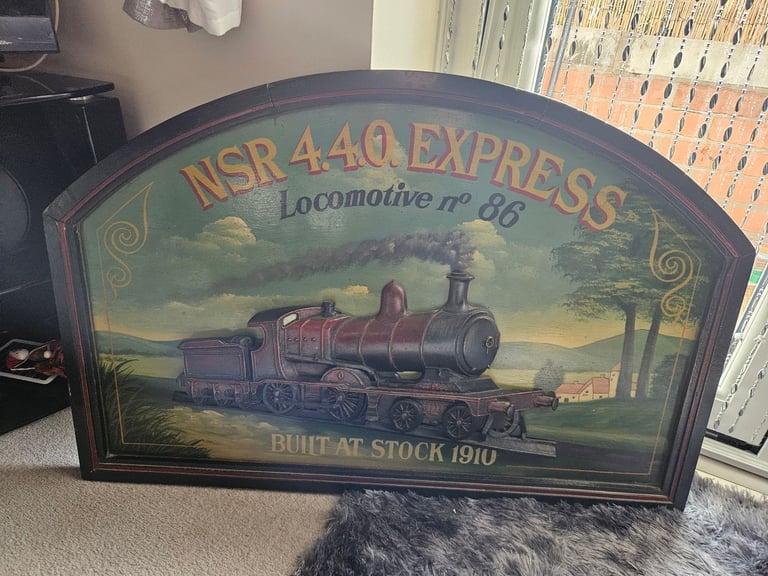 NSR 4.4.0. EXPRESS
Locomotive nº 86
BUILT AT STOCK 1910